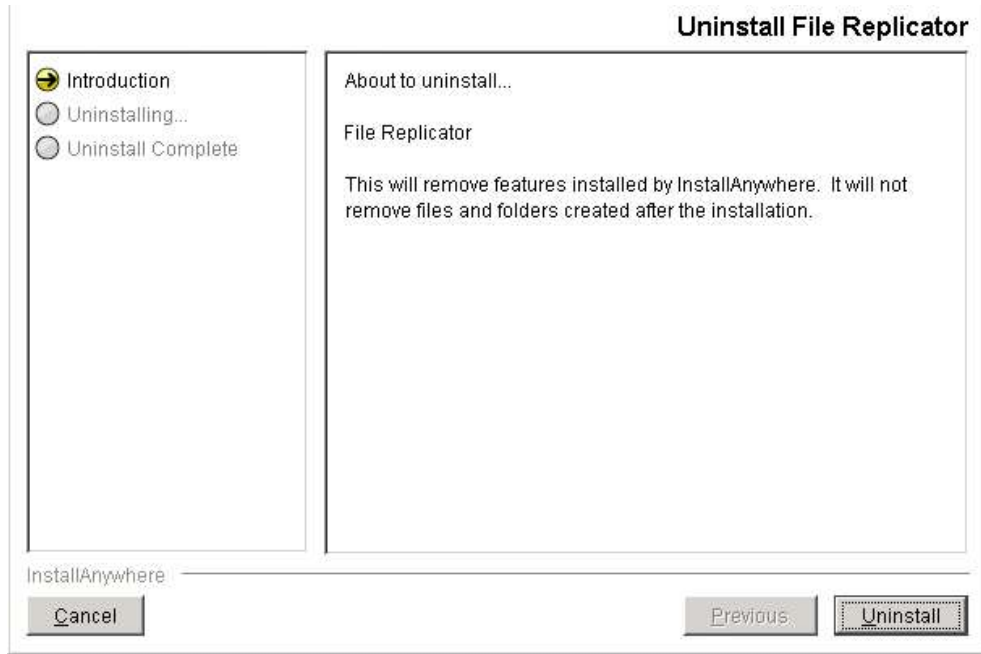 Uninstall File Replicator
Introduction
Uninstalling...
Uninstall Complete
About to uninstall...
File Replicator
This will remove features installed by InstallAnywhere.  It will not
remove files and folders created after the installation.
InstallAnywhere
Cancel
Previous
Uninstall